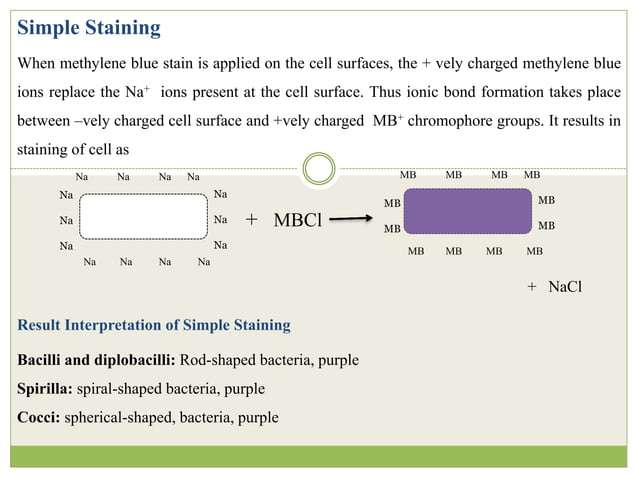 Simple Staining
When methylene blue stain is applied on the cell surfaces, the + vely charged methylene blue
ions replace the Na⁺ ions present at the cell surface. Thus ionic bond formation takes place
between –vely charged cell surface and +vely charged MB⁺ chromophore groups. It results in
staining of cell as
Na Na Na Na MB MB MB MB
Na Na MB MB
Na Na + MBCl MB MB
Na Na
Na Na Na Na MB MB MB MB
+ NaCl
Result Interpretation of Simple Staining
Bacilli and diplobacilli: Rod-shaped bacteria, purple
Spirilla: spiral-shaped bacteria, purple
Cocci: spherical-shaped, bacteria, purple